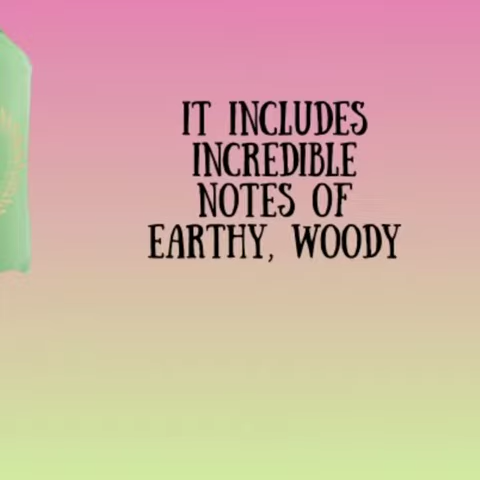 IT INCLUDES
INCREDIBLE
NOTES OF
EARTHY, WOODY